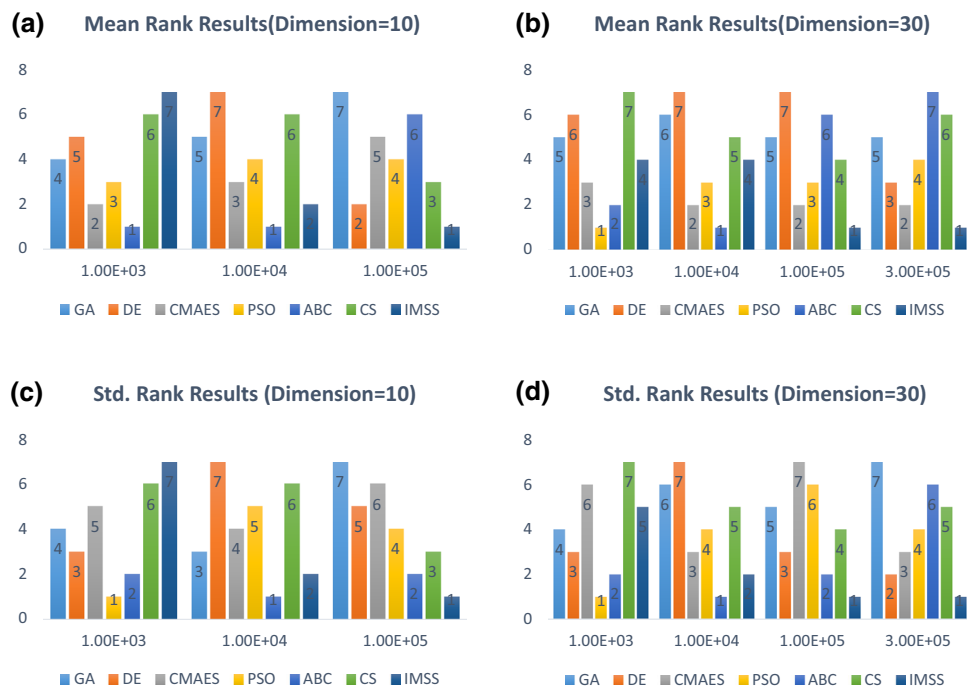 (a) Mean Rank Results(Dimension=10)
8
6
4
2
0
4 5 2 3 1 6 7
5 7 3 4 1 6 2
7 2 5 4 6 3 1
1.00E+03 1.00E+04 1.00E+05
GA DE CMAES PSO ABC CS IMSS
(b) Mean Rank Results(Dimension=30)
8
6
4
2
0
5 6 3 1 2 7 4
6 7 2 3 1 5 4
5 7 2 3 6 4 1
5 3 2 4 7 6 1
1.00E+03 1.00E+04 1.00E+05 3.00E+05
GA DE CMAES PSO ABC CS IMSS
(c) Std. Rank Results (Dimension=10)
8
6
4
2
0
4 3 5 1 2 6 7
3 7 4 5 1 6 2
7 5 6 4 2 3 1
1.00E+03 1.00E+04 1.00E+05
GA DE CMAES PSO ABC CS IMSS
(d) Std. Rank Results (Dimension=30)
8
6
4
2
0
4 3 6 1 2 7 5
6 7 3 4 1 5 2
5 3 7 6 2 4 1
7 2 3 4 6 5 1
1.00E+03 1.00E+04 1.00E+05 3.00E+05
GA DE CMAES PSO ABC CS IMSS